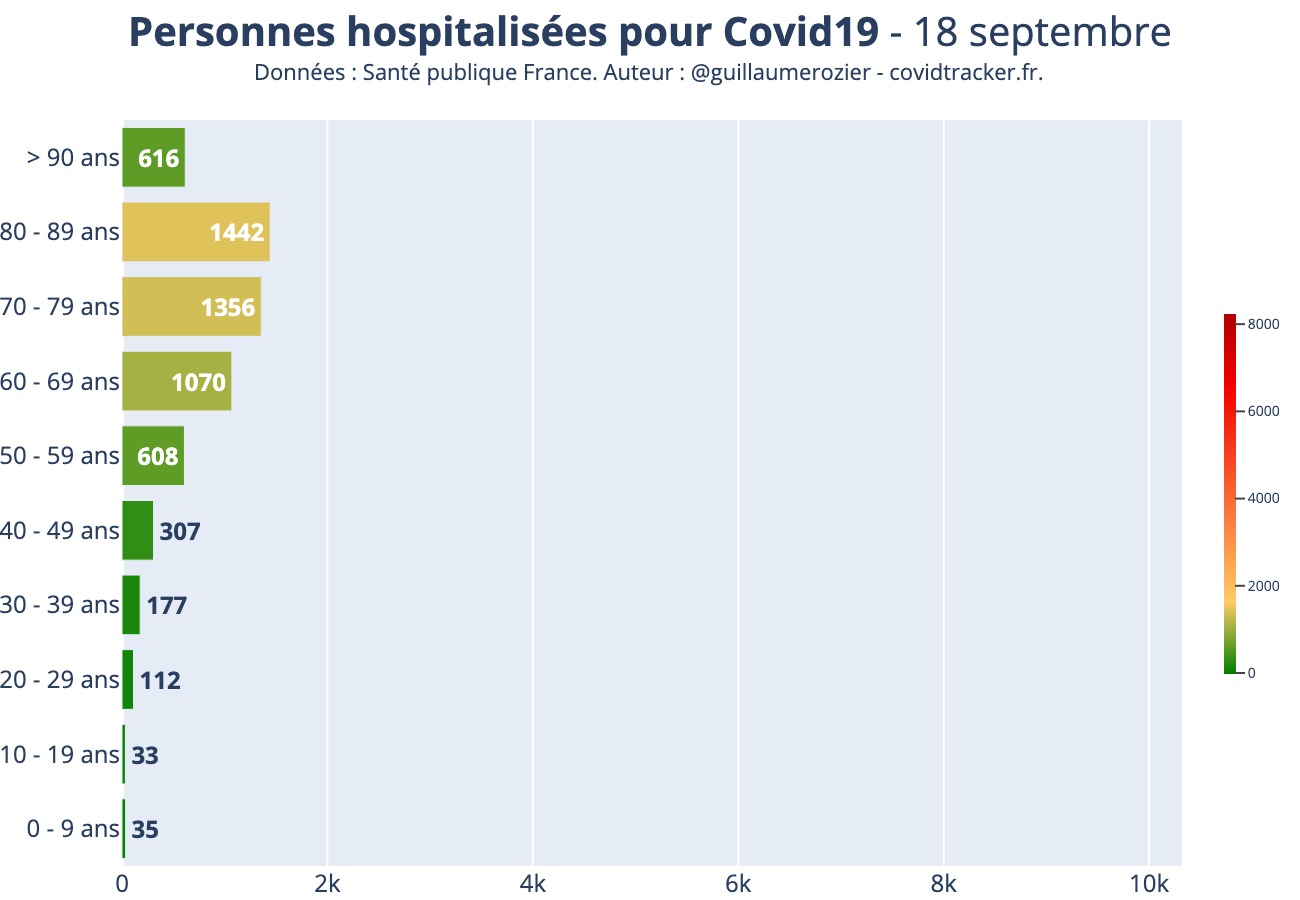 Personnes hospitalisées pour Covid19 - 18 septembre
Données : Santé publique France. Auteur : @guillaumerozier - covidtracker.fr.
> 90 ans 616
80 - 89 ans 1442
70 - 79 ans 1356
60 - 69 ans 1070
50 - 59 ans 608
40 - 49 ans 307
30 - 39 ans 177
20 - 29 ans 112
10 - 19 ans 33
0 - 9 ans 35
0 2k 4k 6k 8k 10k
8000
6000
4000
2000
0